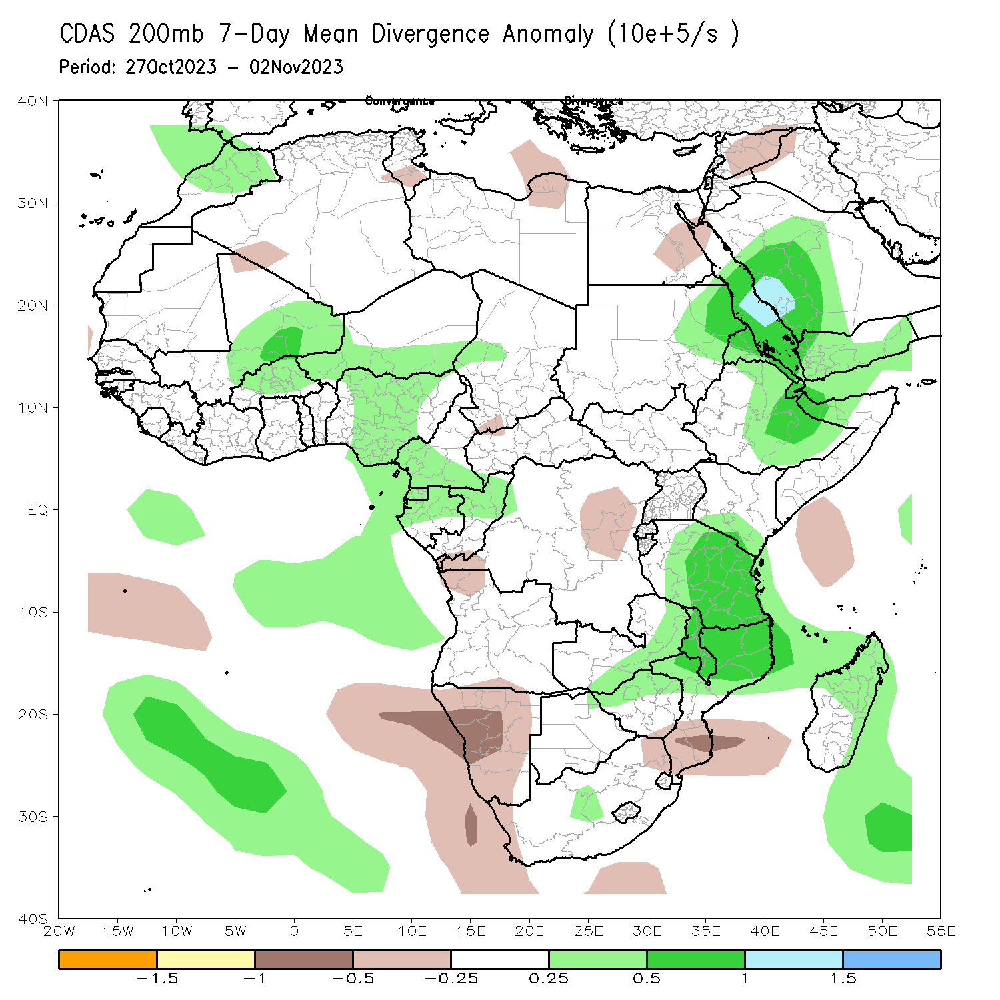 CDAS 200mb 7-Day Mean Divergence Anomaly (10e+5/s )
Period: 27Oct2023 - 02Nov2023
Convergence Divergence
40N
30N
20N
10N
EQ
10S
20S
30S
40S
20W 15W 10W 5W 0 5E 10E 15E 20E 25E 30E 35E 40E 45E 50E 55E
-1.5 -1 -0.5 -0.25 0.25 0.5 1 1.5